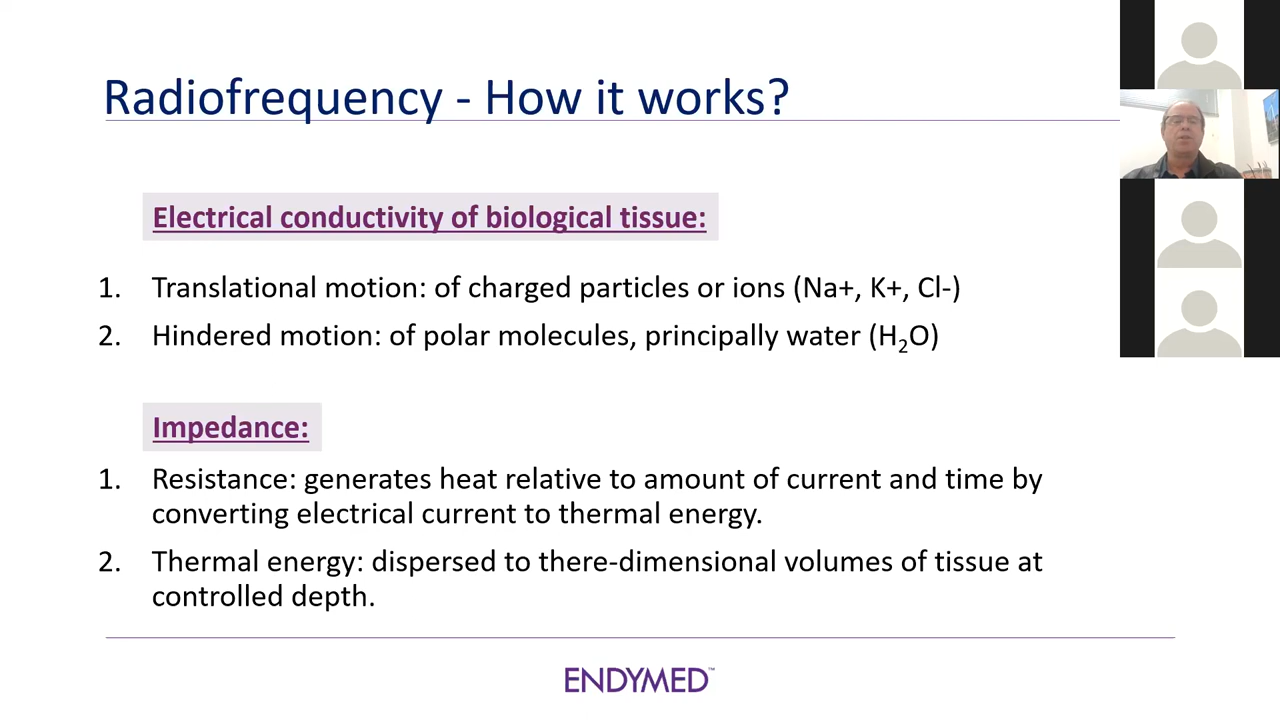 Radiofrequency - How it works?
Electrical conductivity of biological tissue:
1. Translational motion: of charged particles or ions (Na+, K+, Cl-)
2. Hindered motion: of polar molecules, principally water (H₂O)
Impedance:
1. Resistance: generates heat relative to amount of current and time by
converting electrical current to thermal energy.
2. Thermal energy: dispersed to there-dimensional volumes of tissue at
controlled depth.
ENDYMED™